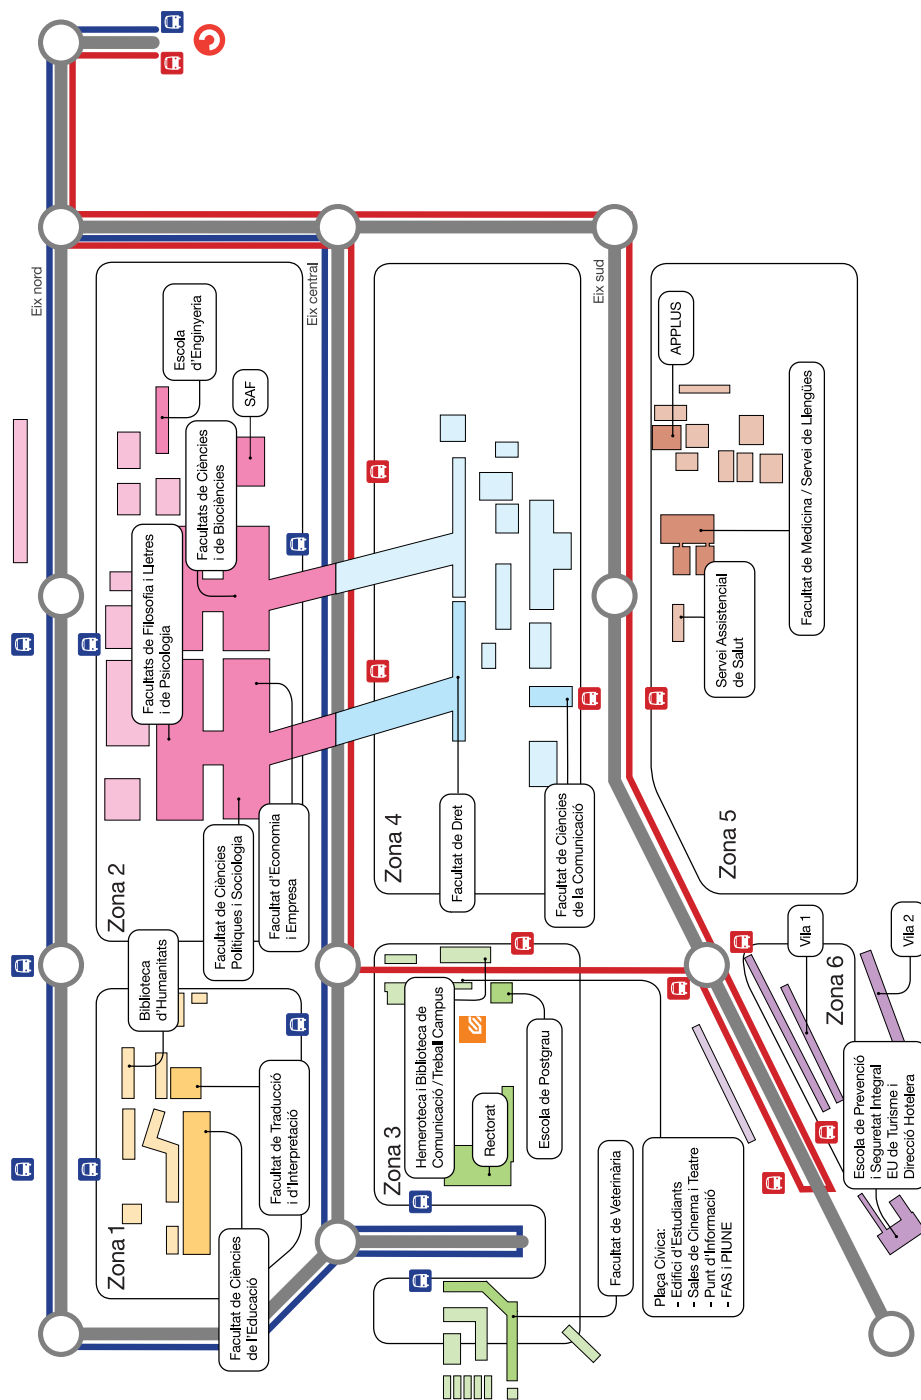 Eix nord
Zona 1
Biblioteca
d'Humanitats
Facultat de Traducció
i d'Interpretació
Facultat de Ciències
de l'Educació
Zona 2
Facultats de Filosofia i Lletres
i de Psicologia
Escola
d'Enginyeria
Facultats de Ciències
i de Biociències
SAF
Facultat de Ciències
Polítiques i Sociologia
Facultat d'Economia
i Empresa
Eix central
Zona 3
Hemeroteca i Biblioteca de
Comunicació / Treball Campus
Rectorat
Escola de Postgrau
Facultat de Veterinària
Plaça Cívica:
- Edifici d'Estudiants
- Sales de Cinema i Teatre
- Punt d'Informació
- FAS i PIUNE
Zona 4
Facultat de Dret
Facultat de Ciències
de la Comunicació
Eix sud
Zona 5
APPLUS
Servei Assistencial
de Salut
Facultat de Medicina / Servei de Llengües
Zona 6
Vila 1
Vila 2
Escola de Prevenció
i Seguretat Integral
EU de Turisme i
Direcció Hotelera